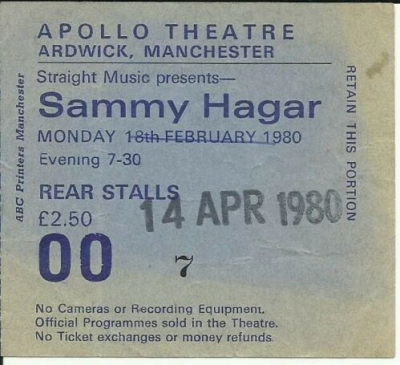 APOLLO THEATRE
ARDWICK, MANCHESTER
Straight Music presents—
Sammy Hagar
MONDAY 18th FEBRUARY 1980
Evening 7-30
REAR STALLS
£2.50
14 APR 1980
OO 7
No Cameras or Recording Equipment.
Official Programmes sold in the Theatre.
No Ticket exchanges or money refunds
ABC Printers Manchester
RETAIN THIS PORTION